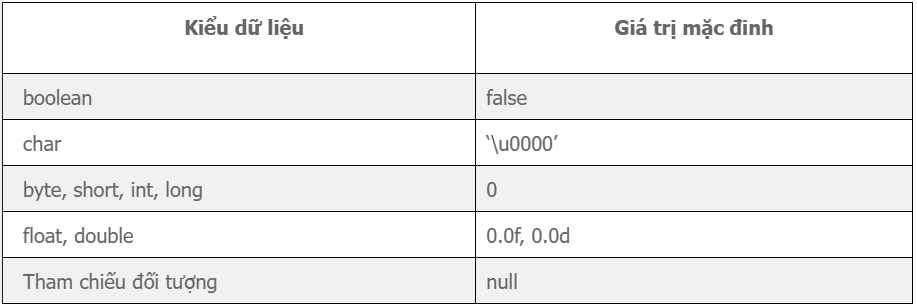 Kiểu dữ liệu Giá trị mặc đinh
boolean false
char ‘\u0000’
byte, short, int, long 0
float, double 0.0f, 0.0d
Tham chiếu đối tượng null